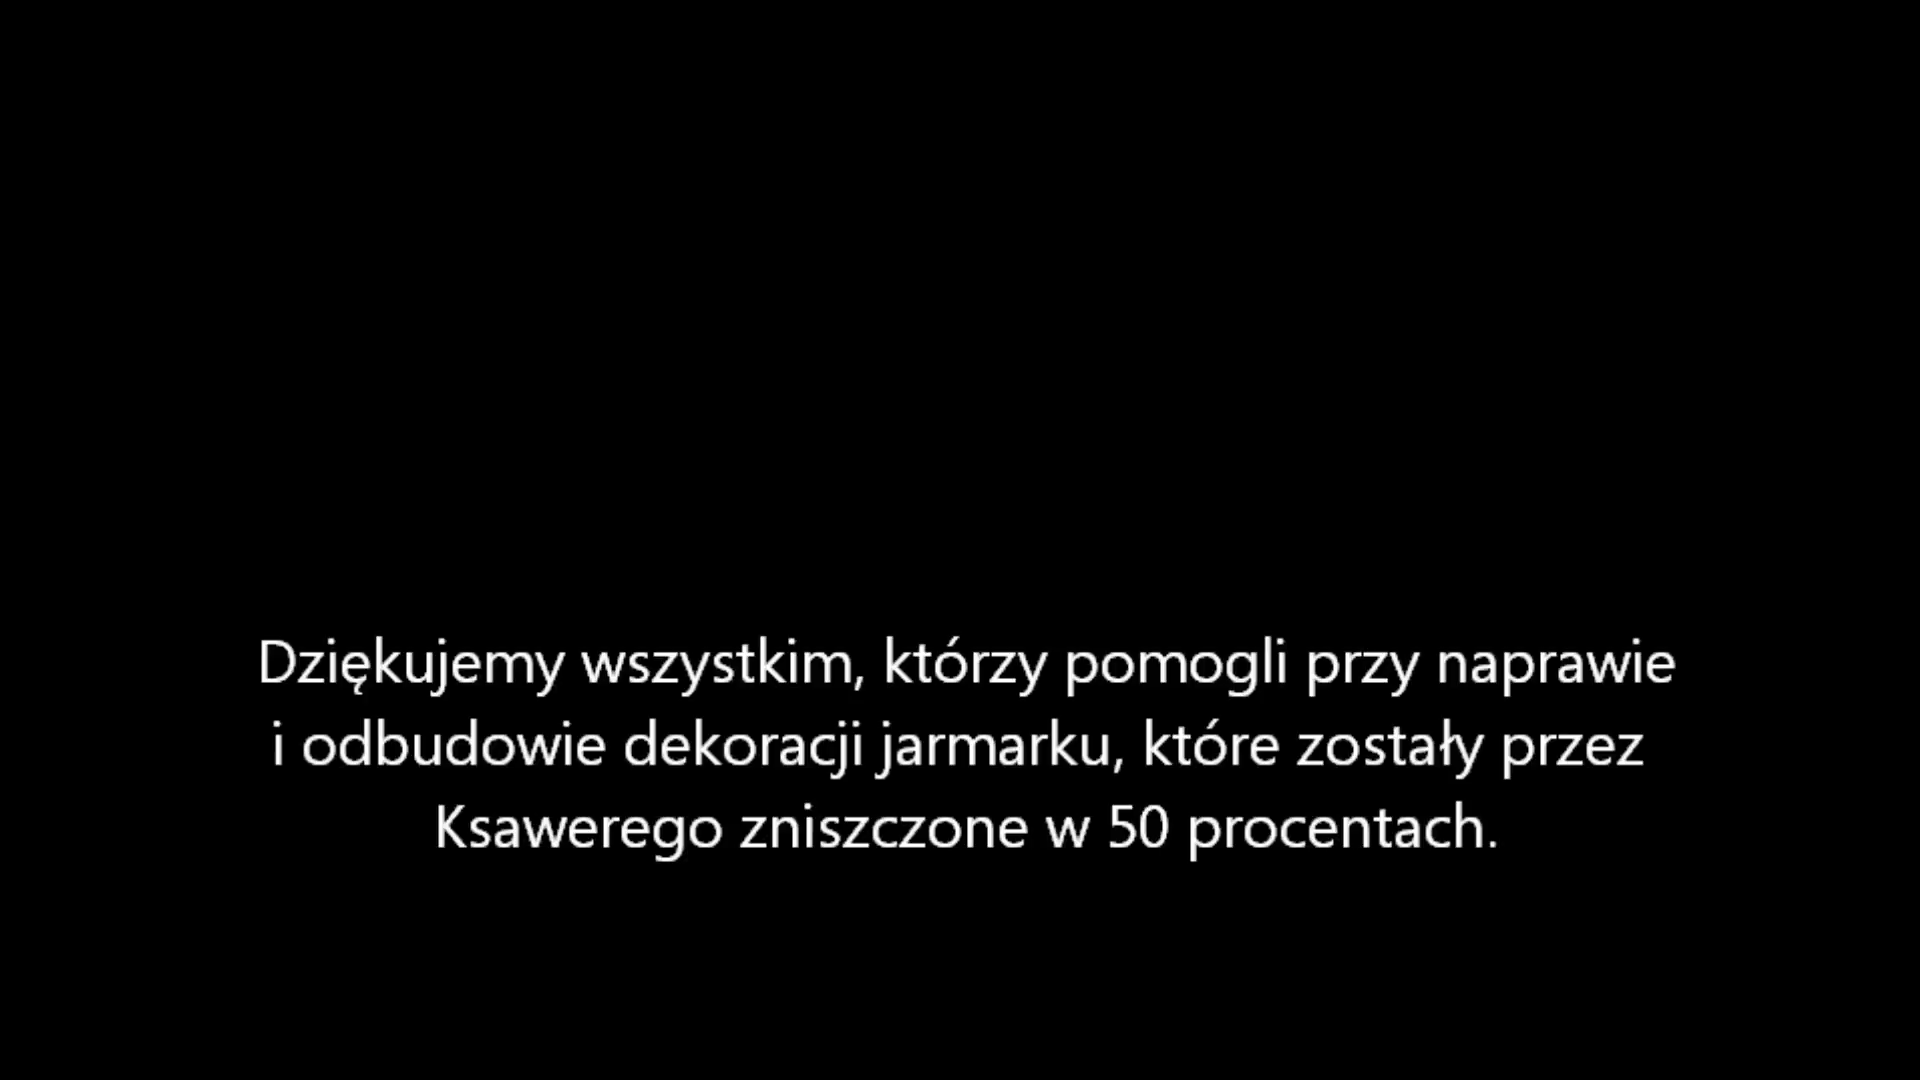 Dziękujemy wszystkim, którzy pomogli przy naprawie
i odbudowie dekoracji jarmarku, które zostały przez
Ksawerego zniszczone w 50 procentach.